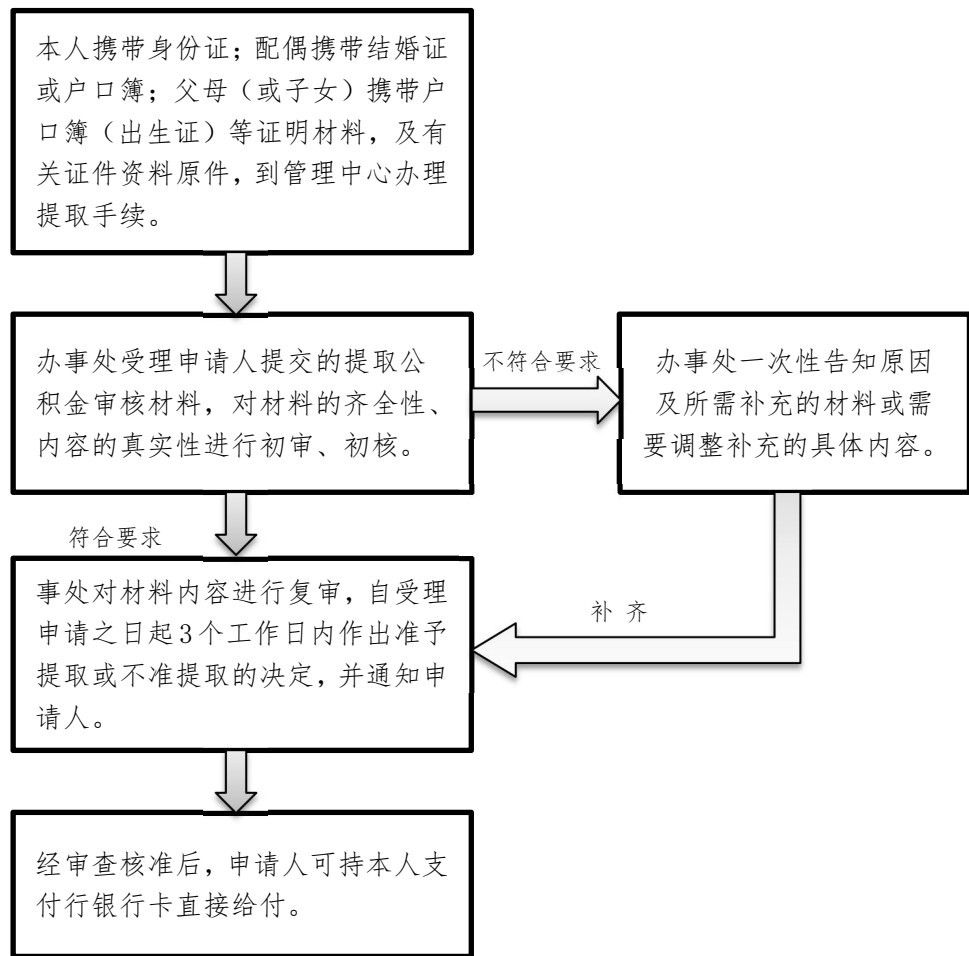 本人携带身份证；配偶携带结婚证
或户口簿；父母（或子女）携带户
口簿（出生证）等证明材料，及有
关证件资料原件，到管理中心办理
提取手续。
办事处受理申请人提交的提取公
积金审核材料，对材料的齐全性、
内容的真实性进行初审、初核。
不符合要求
办事处一次性告知原因
及所需补充的材料或需
要调整补充的具体内容。
符合要求
事处对材料内容进行复审，自受理
申请之日起3个工作日内作出准予
提取或不准提取的决定，并通知申
请人。
补 齐
经审查核准后，申请人可持本人支
付行银行卡直接给付。